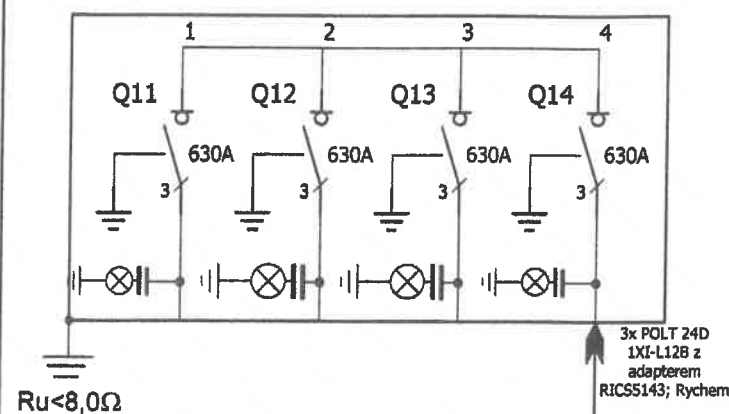 1 2 3 4
Q11 Q12 Q13 Q14
630A 630A 630A 630A
3 3 3 3
3x POLT 24D
1XI-L12B z
adapterem
RICS5143; Rychem
Ru<8,0Ω